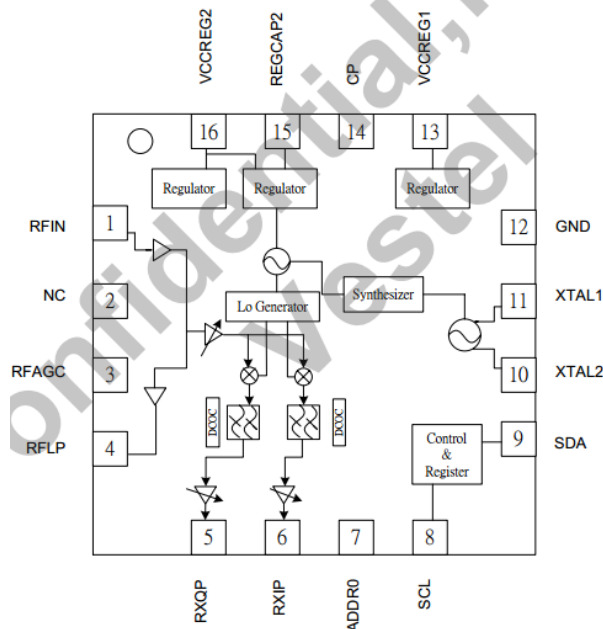 VCCREG2
REGCAP2
CP
VCCREG1
16
15
14
13
Regulator
Regulator
Regulator
RFIN
1
12
GND
NC
2
Lo Generator
Synthesizer
11
XTAL1
RFAGC
3
10
XTAL2
RFLP
4
DCOC
DCOC
Control
&
Register
9
SDA
5
6
7
8
RXQP
RXIP
ADDR0
SCL
onfidential,
Vestel